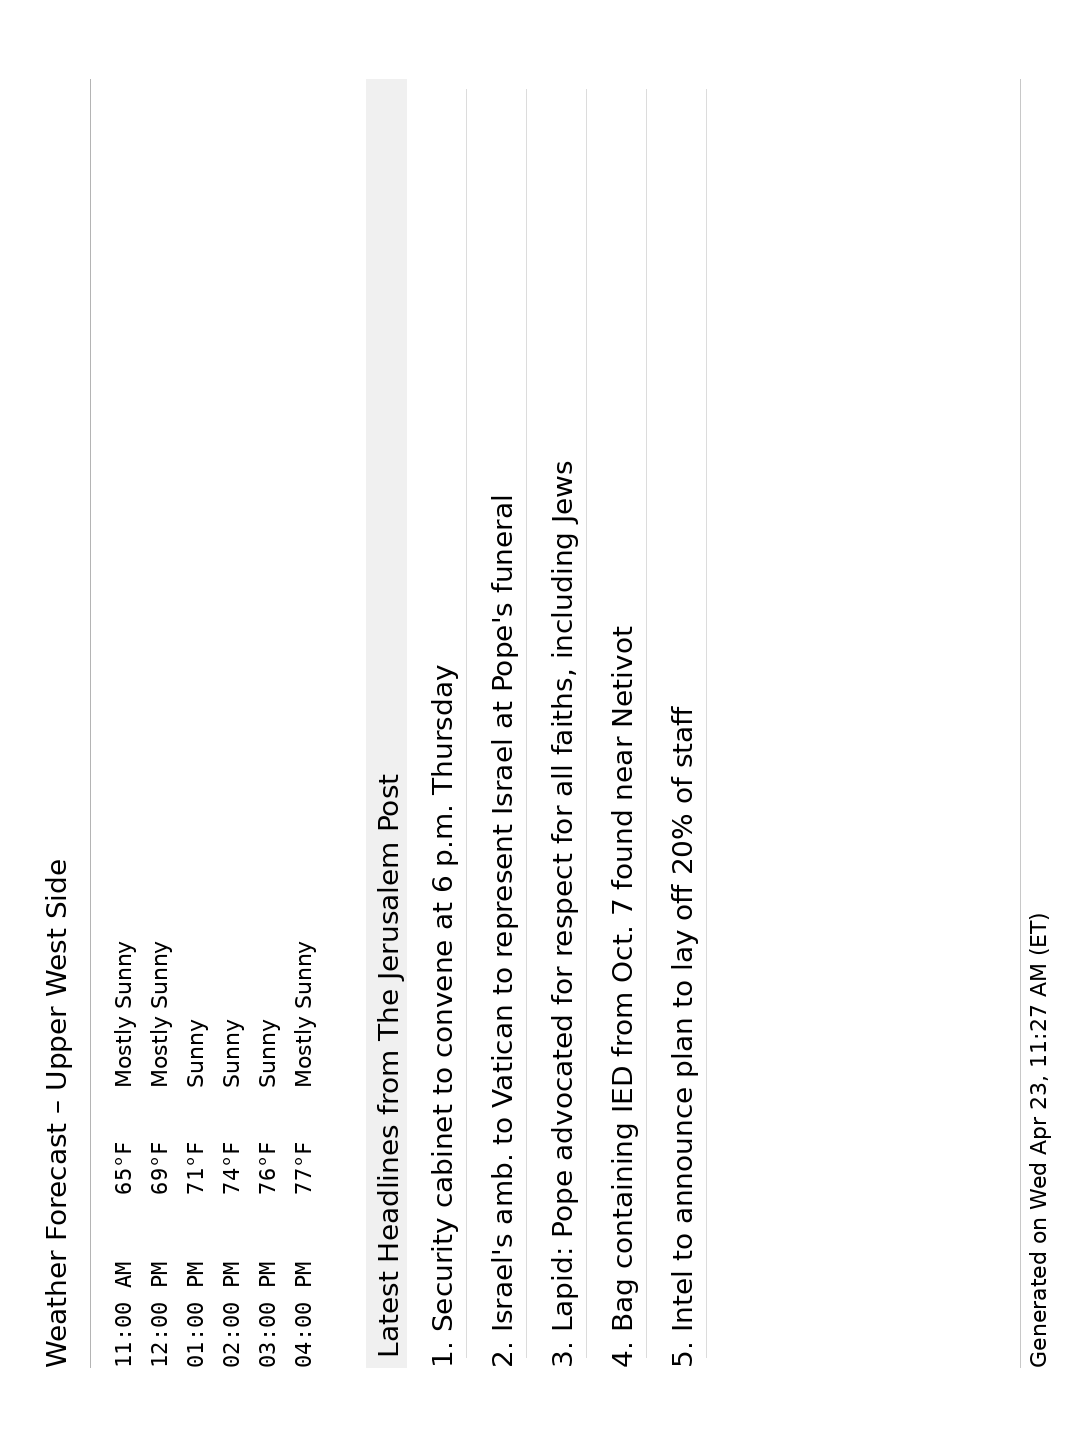 Weather Forecast – Upper West Side
11:00 AM 65°F Mostly Sunny
12:00 PM 69°F Mostly Sunny
01:00 PM 71°F Sunny
02:00 PM 74°F Sunny
03:00 PM 76°F Sunny
04:00 PM 77°F Mostly Sunny
Latest Headlines from The Jerusalem Post
1. Security cabinet to convene at 6 p.m. Thursday
2. Israel's amb. to Vatican to represent Israel at Pope's funeral
3. Lapid: Pope advocated for respect for all faiths, including Jews
4. Bag containing IED from Oct. 7 found near Netivot
5. Intel to announce plan to lay off 20% of staff
Generated on Wed Apr 23, 11:27 AM (ET)